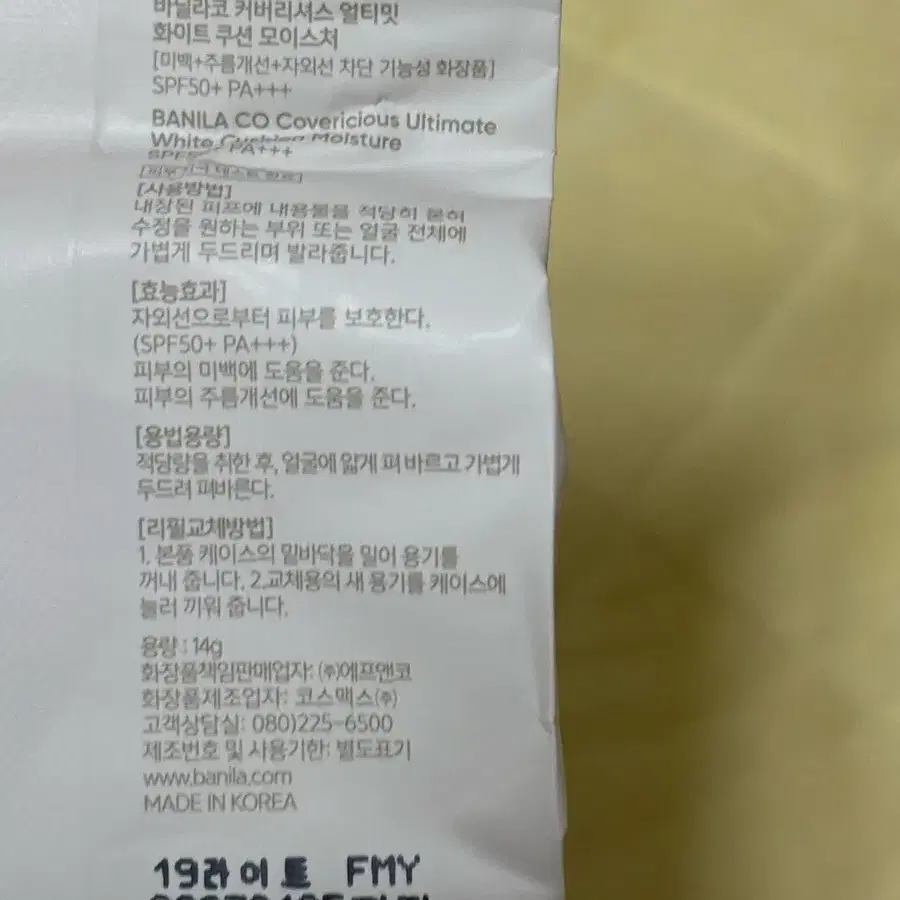 바닐라코 커버리셔스 얼티밋
화이트 쿠션 모이스처
[미백+주름개선+자외선 차단 기능성 화장품]
SPF50+ PA+++
BANILA CO Covericious Ultimate
White Cushion Moisture
PA+++
[사용방법]
내장된 퍼프에 내용물을 적당히 묻혀
수정을 원하는 부위 또는 얼굴 전체에
가볍게 두드리며 발라줍니다.
[효능효과]
자외선으로부터 피부를 보호한다.
(SPF50+ PA+++)
피부의 미백에 도움을 준다.
피부의 주름개선에 도움을 준다.
[용법용량]
적당량을 취한 후, 얼굴에 얇게 펴 바르고 가볍게
두드려 펴바른다.
[리필교체방법]
1. 본품 케이스의 밑바닥을 밀어 용기를
꺼내 줍니다. 2.교체용의 새 용기를 케이스에
눌러 끼워 줍니다.
용량 : 14g
화장품책임판매업자: ㈜에프앤코
화장품제조업자: 코스맥스㈜
고객상담실: 080)225-6500
제조번호 및 사용기한: 별도표기
www.banila.com
MADE IN KOREA
19라이트 FMY